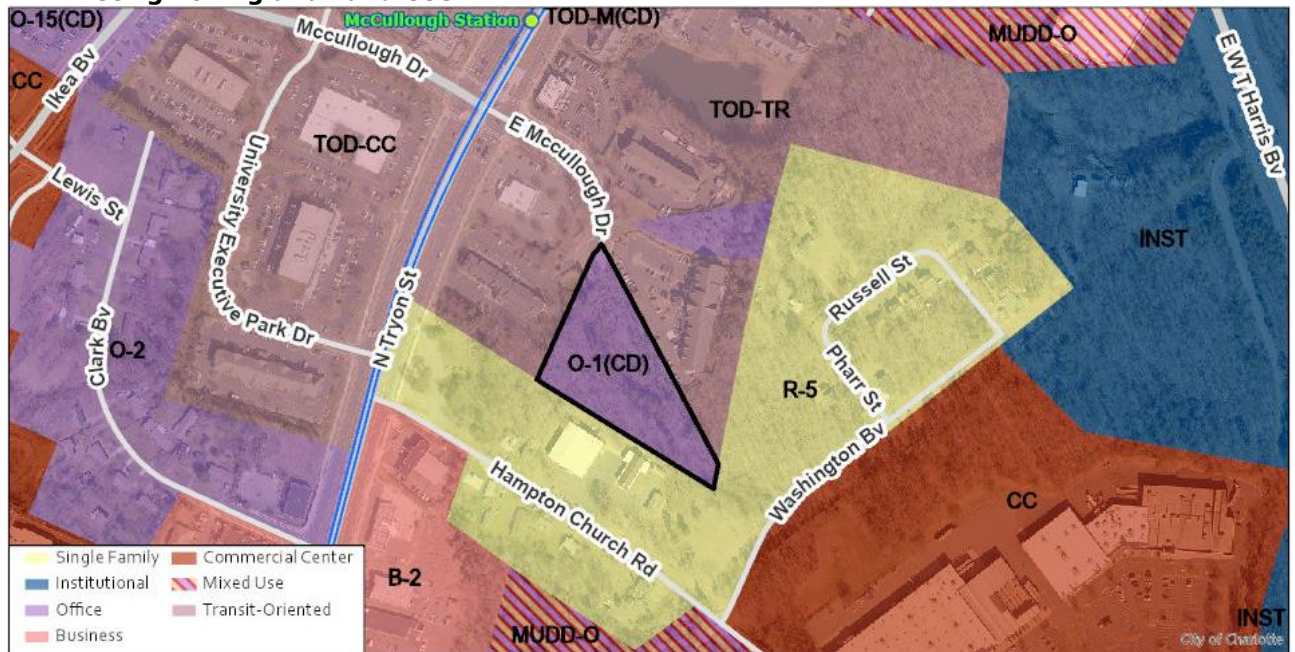 O-15(CD)
McCullough Station
TOD-M(CD)
Mccullough Dr
MUDD-O
E W T Harris Bv
CC
Ikea Bv
TOD-CC
TOD-TR
E Mccullough Dr
University Executive Park Dr
Lewis St
INST
Russell St
N Tryon St
O-2
Clark Bv
O-1(CD)
R-5
Pharr St
Washington Bv
Hampton Church Rd
CC
B-2
MUDD-O
INST
Single Family
Commercial Center
Institutional
Mixed Use
Office
Transit-Oriented
Business
City of Charlotte